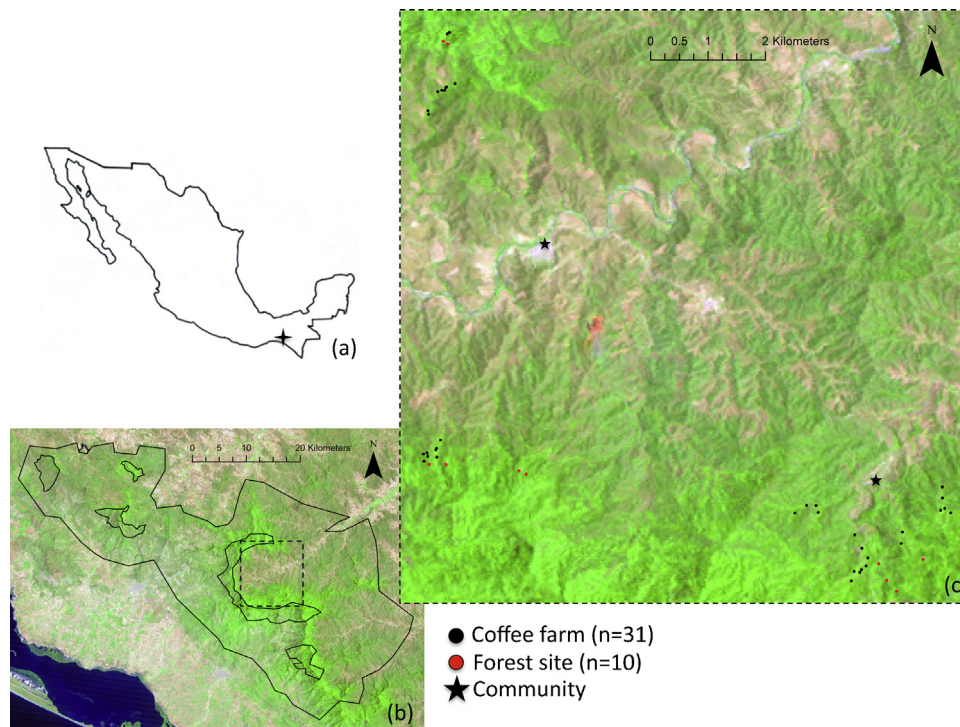 N
0 0.5 1 2 Kilometers
(a)
N
0 5 10 20 Kilometers
(b)
(c)
Coffee farm (n=31)
Forest site (n=10)
Community